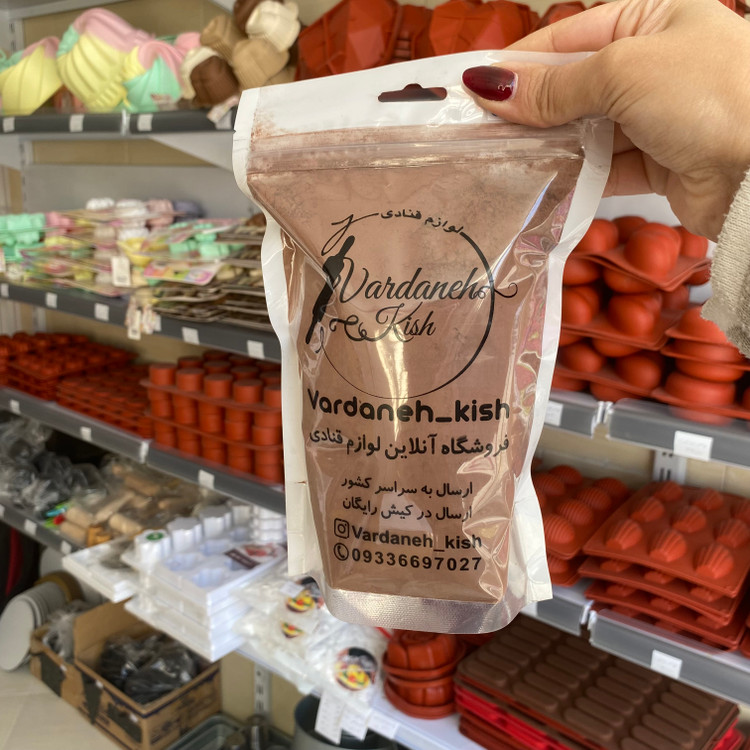 لوازم قنادی
Vardaneh
Kish
Vardaneh_kish
فروشگاه آنلاین لوازم قنادی
ارسال به سراسر کشور
ارسال در کیش رایگان
Vardaneh_kish
09336697027